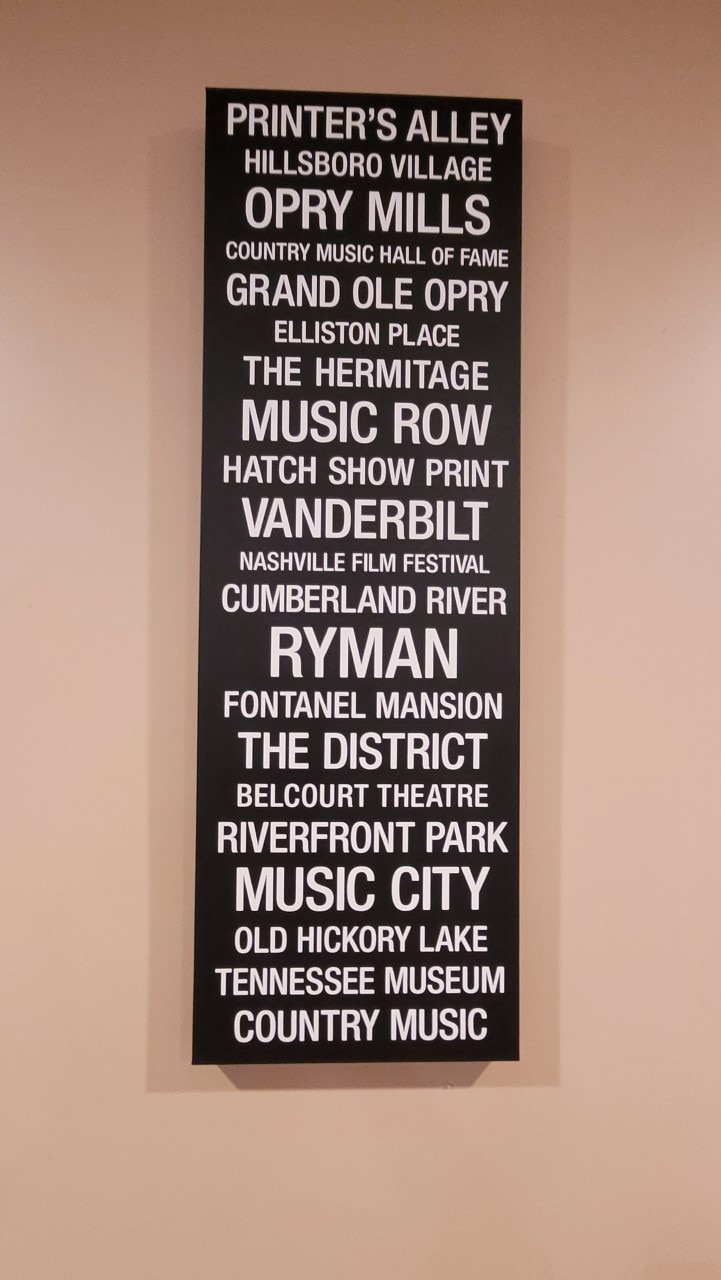 PRINTER'S ALLEY
HILLSBORO VILLAGE
OPRY MILLS
COUNTRY MUSIC HALL OF FAME
GRAND OLE OPRY
ELLISTON PLACE
THE HERMITAGE
MUSIC ROW
HATCH SHOW PRINT
VANDERBILT
NASHVILLE FILM FESTIVAL
CUMBERLAND RIVER
RYMAN
FONTANEL MANSION
THE DISTRICT
BELCOURT THEATRE
RIVERFRONT PARK
MUSIC CITY
OLD HICKORY LAKE
TENNESSEE MUSEUM
COUNTRY MUSIC